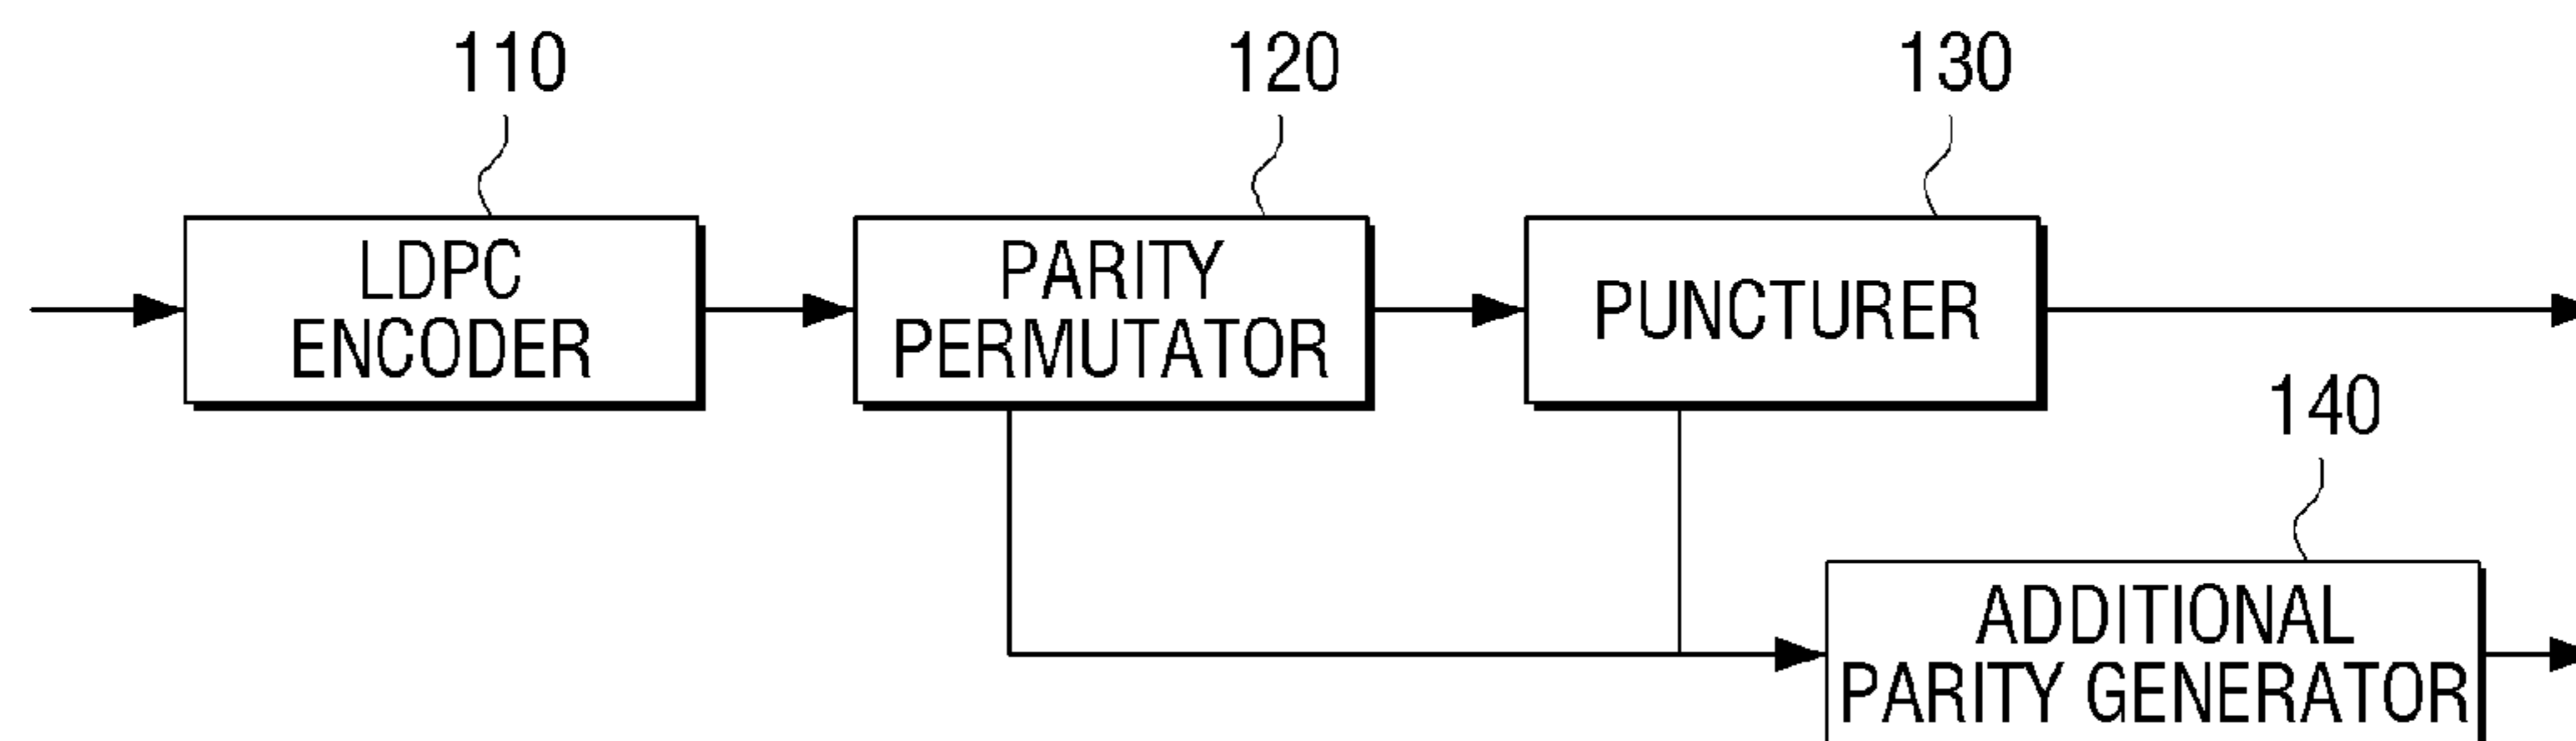 110
120
130
LDPC
ENCODER
PARITY
PERMUTATOR
PUNCTURER
140
ADDITIONAL
PARITY GENERATOR